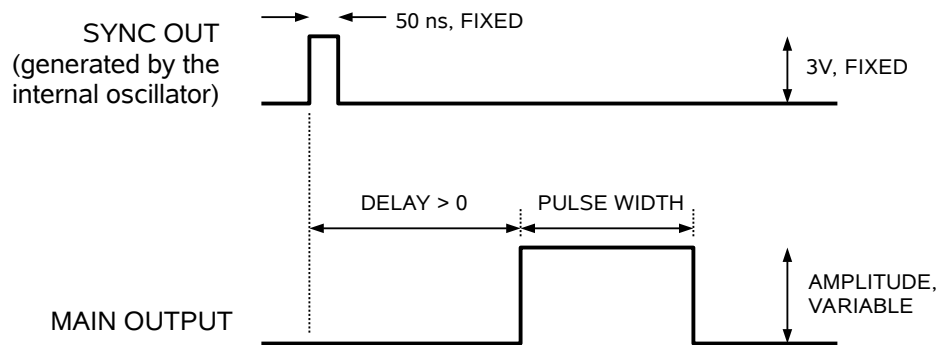 50 ns, FIXED
SYNC OUT
(generated by the
internal oscillator)
3V, FIXED
DELAY > 0
PULSE WIDTH
AMPLITUDE,
VARIABLE
MAIN OUTPUT